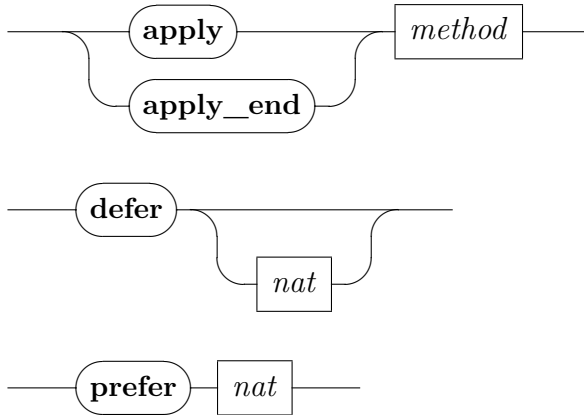 apply method
apply_end
defer
nat
prefer nat